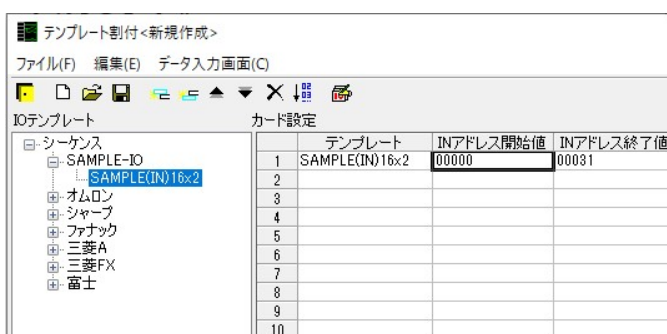 テンプレート割付<新規作成>
ファイル(F) 編集(E) データ入力画面(C)
IOテンプレート
カード設定
シーケンス
SAMPLE-IO
SAMPLE(IN)16x2
オムロン
シャープ
ファナック
三菱A
三菱FX
富士
テンプレート INアドレス開始値 INアドレス終了値
1 SAMPLE(IN)16x2 00000 00031
2
3
4
5
6
7
8
9
10